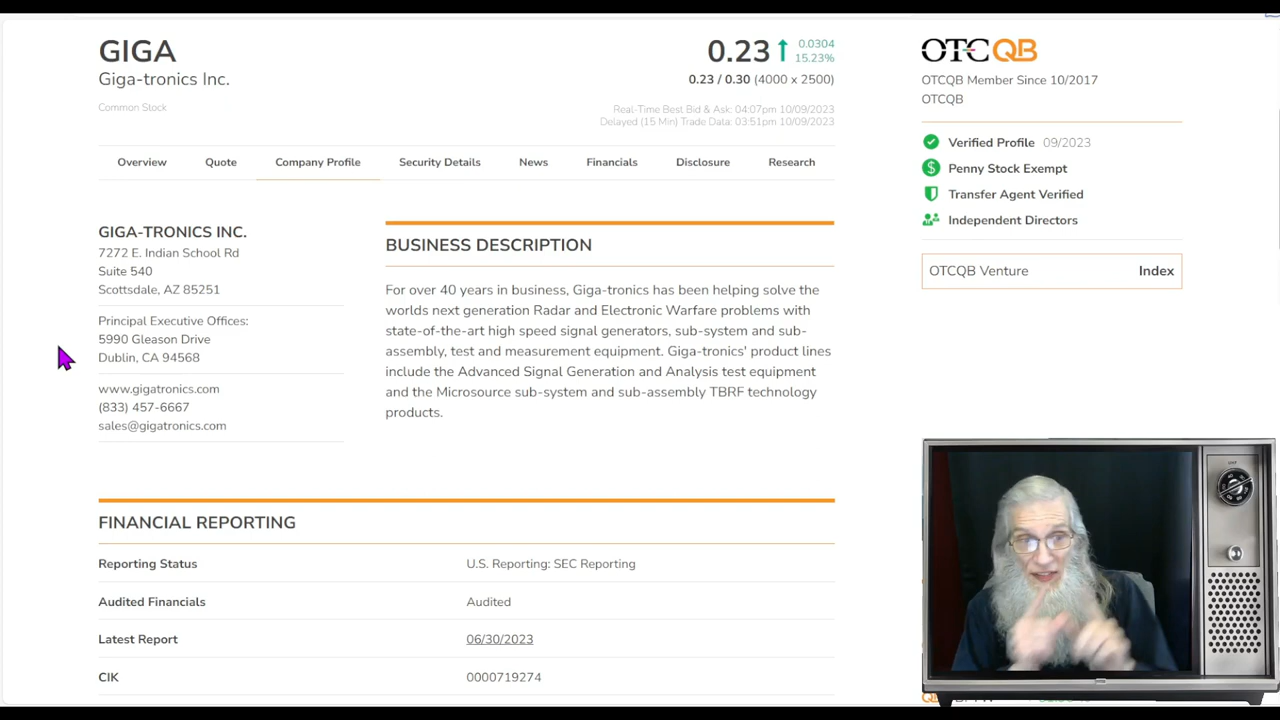 GIGA
Giga-tronics Inc.
Common Stock
0.23
0.0304
15.23%
0.23 / 0.30 (4000 x 2500)
Real-Time Best Bid & Ask: 04:07pm 10/09/2023
Delayed (15 Min) Trade Data: 03:51pm 10/09/2023
Overview
Quote
Company Profile
Security Details
News
Financials
Disclosure
Research
GIGA-TRONICS INC.
7272 E. Indian School Rd
Suite 540
Scottsdale, AZ 85251
Principal Executive Offices:
5990 Gleason Drive
Dublin, CA 94568
www.gigatronics.com
(833) 457-6667
sales@gigatronics.com
BUSINESS DESCRIPTION
For over 40 years in business, Giga-tronics has been helping solve the
worlds next generation Radar and Electronic Warfare problems with
state-of-the-art high speed signal generators, sub-system and sub-
assembly, test and measurement equipment. Giga-tronics' product lines
include the Advanced Signal Generation and Analysis test equipment
and the Microsource sub-system and sub-assembly TBRF technology
products.
FINANCIAL REPORTING
Reporting Status U.S. Reporting: SEC Reporting
Audited Financials Audited
Latest Report 06/30/2023
CIK 0000719274
OTCQB
OTCQB Member Since 10/2017
OTCQB
Verified Profile 09/2023
Penny Stock Exempt
Transfer Agent Verified
Independent Directors
OTCQB Venture Index